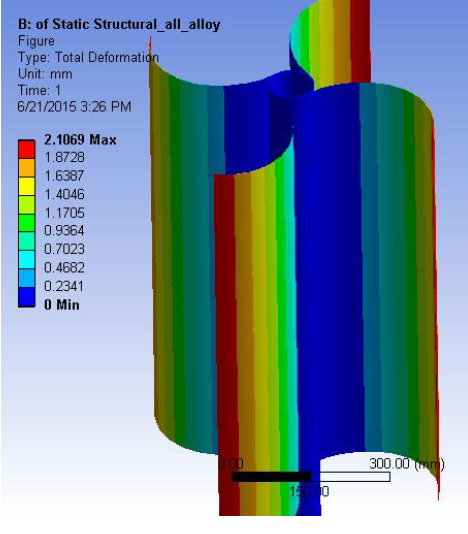 B: of Static Structural_all_alloy
Figure
Type: Total Deformation
Unit: mm
Time: 1
6/21/2015 3:26 PM
2.1069 Max
1.8728
1.6387
1.4046
1.1705
0.9364
0.7023
0.4682
0.2341
0 Min
0.00 300.00 (mm)
150.00